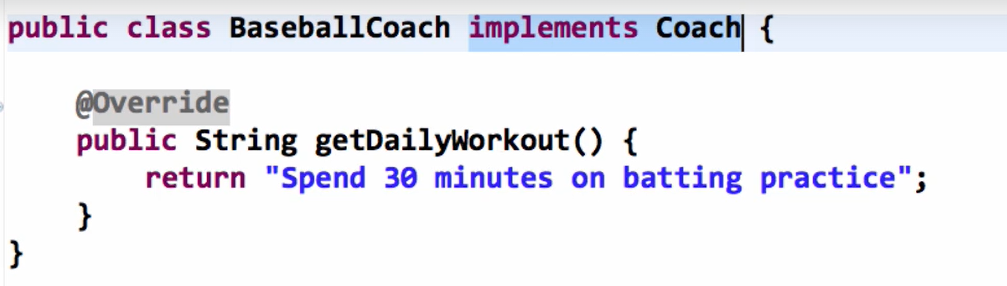 public class BaseballCoach implements Coach {
@Override
public String getDailyWorkout() {
return "Spend 30 minutes on batting practice";
}
}